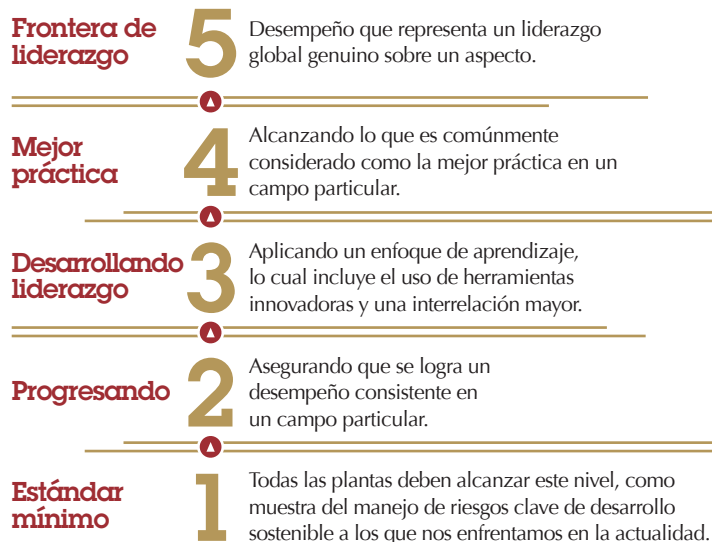 Frontera de
liderazgo
5
Desempeño que representa un liderazgo
global genuino sobre un aspecto.
Mejor
práctica
4
Alcanzando lo que es comúnmente
considerado como la mejor práctica en un
campo particular.
Desarrollando
liderazgo
3
Aplicando un enfoque de aprendizaje,
lo cual incluye el uso de herramientas
innovadoras y una interrelación mayor.
Progresando
2
Asegurando que se logra un
desempeño consistente en
un campo particular.
Estándar
mínimo
1
Todas las plantas deben alcanzar este nivel, como
muestra del manejo de riesgos clave de desarrollo
sostenible a los que nos enfrentamos en la actualidad.